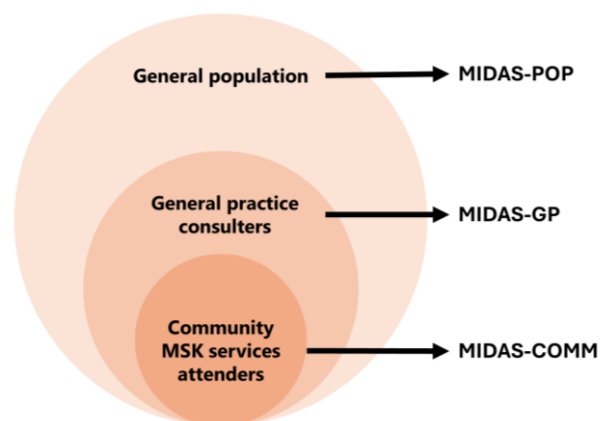 General population
MIDAS-POP
General practice
consulters
MIDAS-GP
Community
MSK services
attenders
MIDAS-COMM